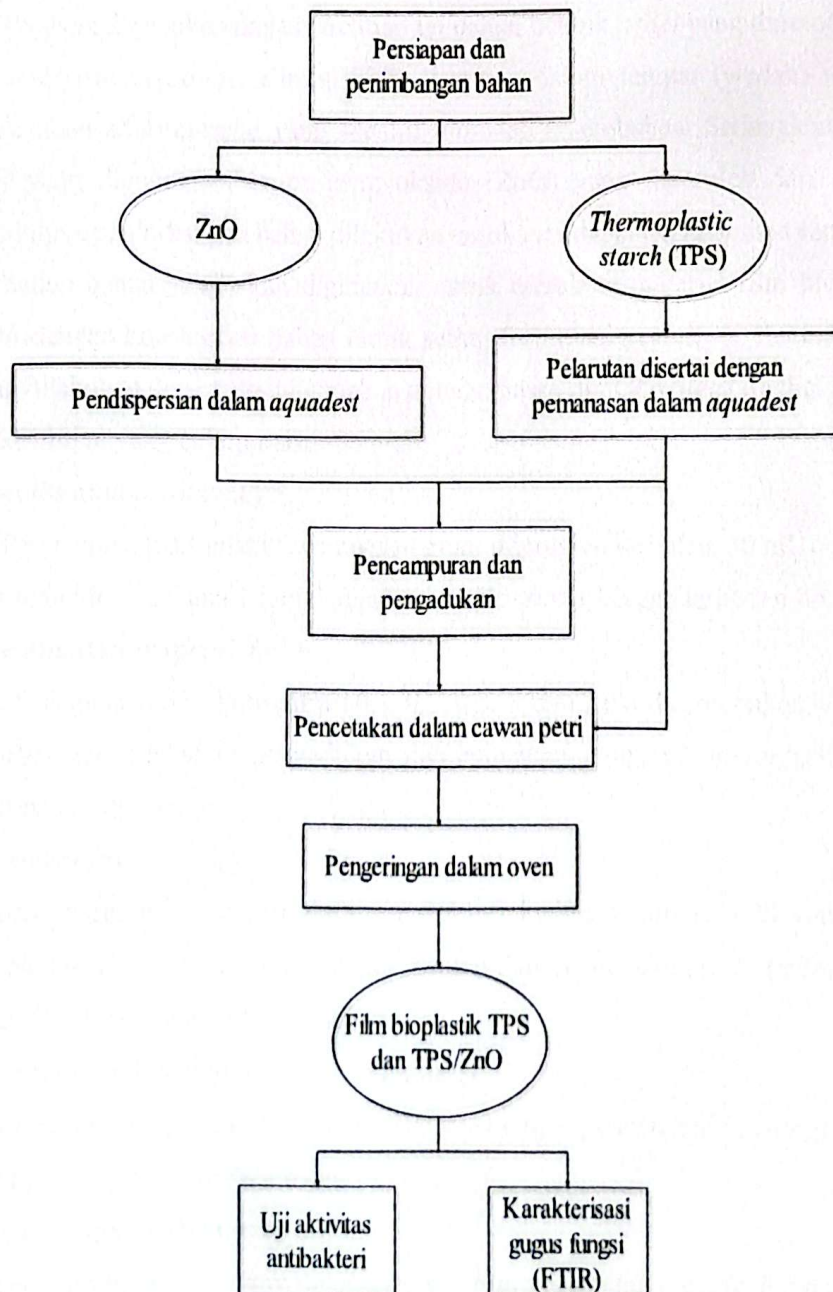 Persiapan dan
penimbangan bahan
ZnO
Thermoplastic
starch (TPS)
Pendispersian dalam aquadest
Pelarutan disertai dengan
pemanasan dalam aquadest
Pencampuran dan
pengadukan
Pencetakan dalam cawan petri
Pengeringan dalam oven
Film bioplastik TPS
dan TPS/ZnO
Uji aktivitas
antibakteri
Karakterisasi
gugus fungsi
(FTIR)